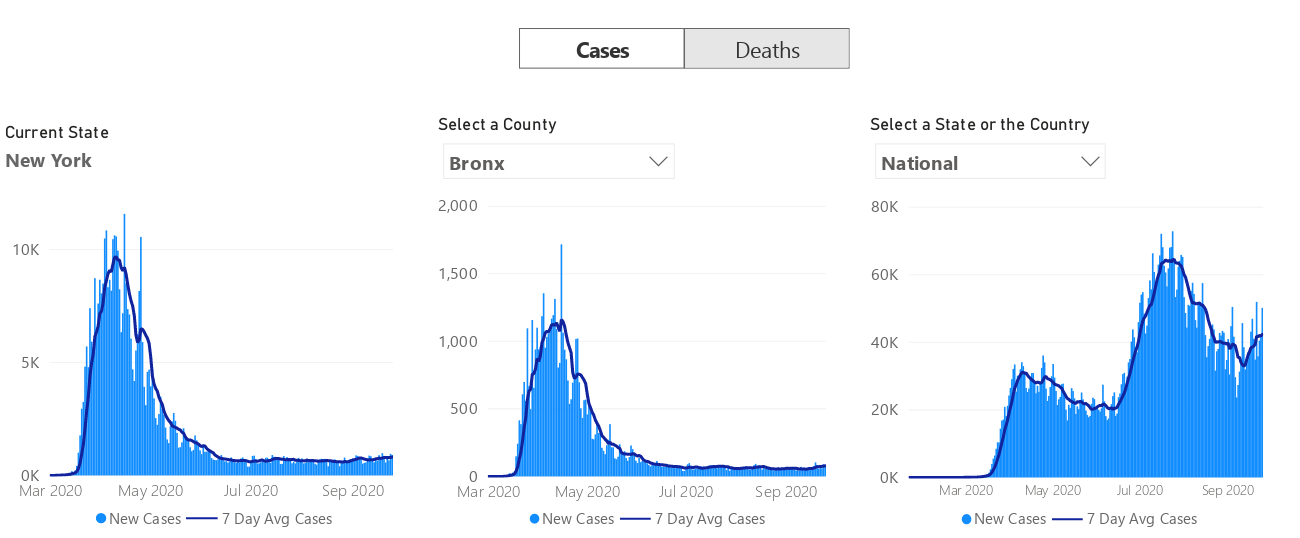 Cases Deaths
Current State
New York
10K
5K
0K
Mar 2020 May 2020 Jul 2020 Sep 2020
New Cases 7 Day Avg Cases
Select a County
Bronx
2,000
1,500
1,000
500
0
Mar 2020 May 2020 Jul 2020 Sep 2020
New Cases 7 Day Avg Cases
Select a State or the Country
National
80K
60K
40K
20K
0K
Mar 2020 May 2020 Jul 2020 Sep 2020
New Cases 7 Day Avg Cases